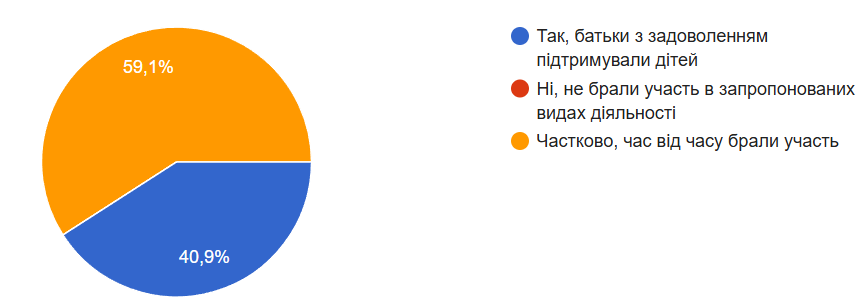 59,1%
40,9%
Так, батьки з задоволенням
підтримували дітей
Ні, не брали участь в запропонованих
видах діяльності
Частково, час від часу брали участь